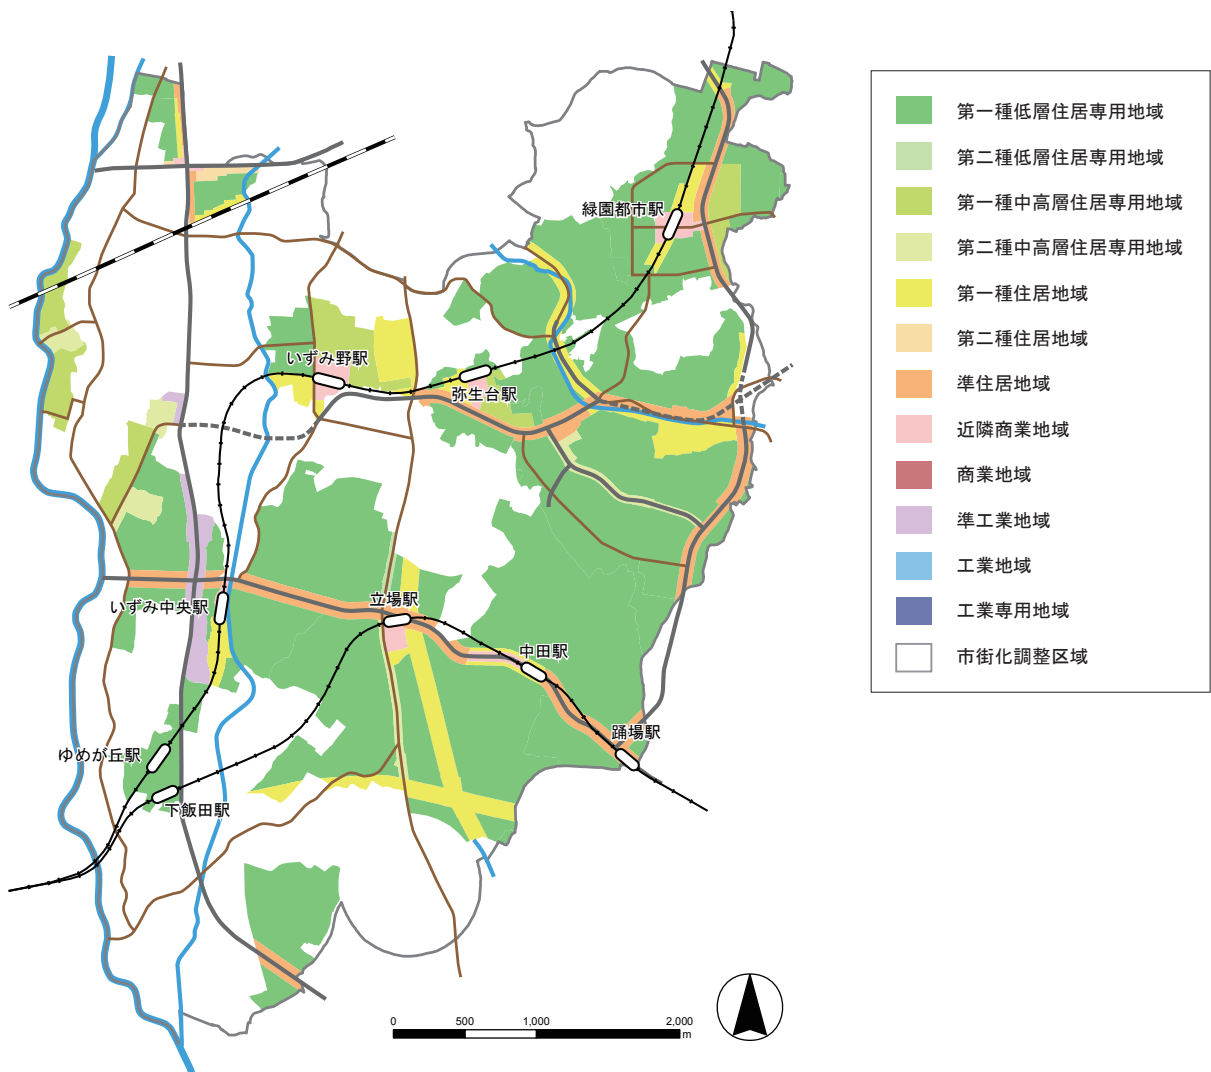 緑園都市駅
いずみ野駅
弥生台駅
いずみ中央駅
立場駅
中田駅
踊場駅
ゆめが丘駅
下飯田駅
第一種低層住居専用地域
第二種低層住居専用地域
第一種中高層住居専用地域
第二種中高層住居専用地域
第一種住居地域
第二種住居地域
準住居地域
近隣商業地域
商業地域
準工業地域
工業地域
工業専用地域
市街化調整区域
0 500 1,000 2,000
m